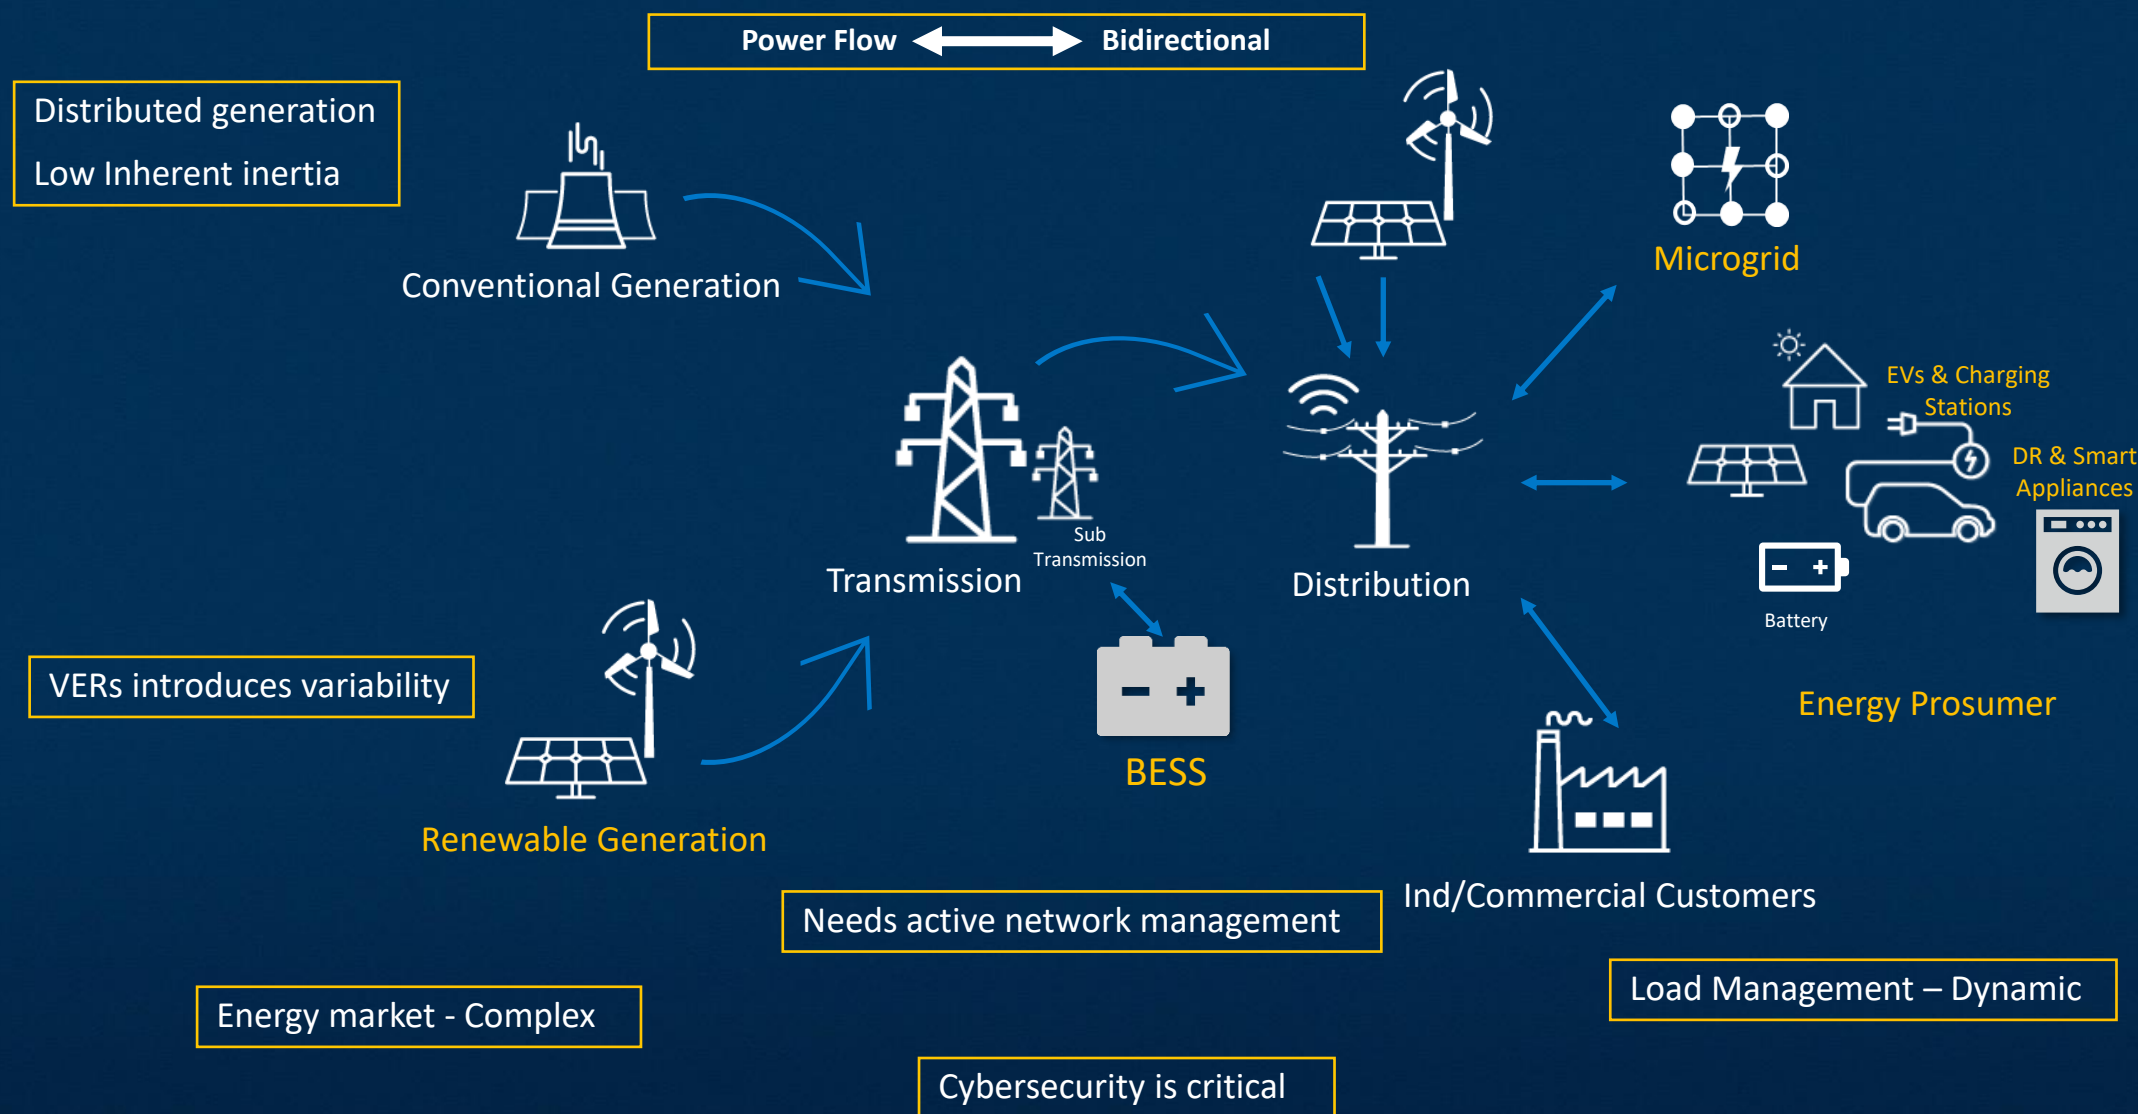 Power Flow Bidirectional
Distributed generation
Low Inherent inertia
Conventional Generation
Microgrid
EVs & Charging
Stations
DR & Smart
Appliances
Sub
Transmission
Transmission
Distribution
Battery
VERs introduces variability
Energy Prosumer
BESS
Renewable Generation
Ind/Commercial Customers
Needs active network management
Load Management – Dynamic
Energy market - Complex
Cybersecurity is critical